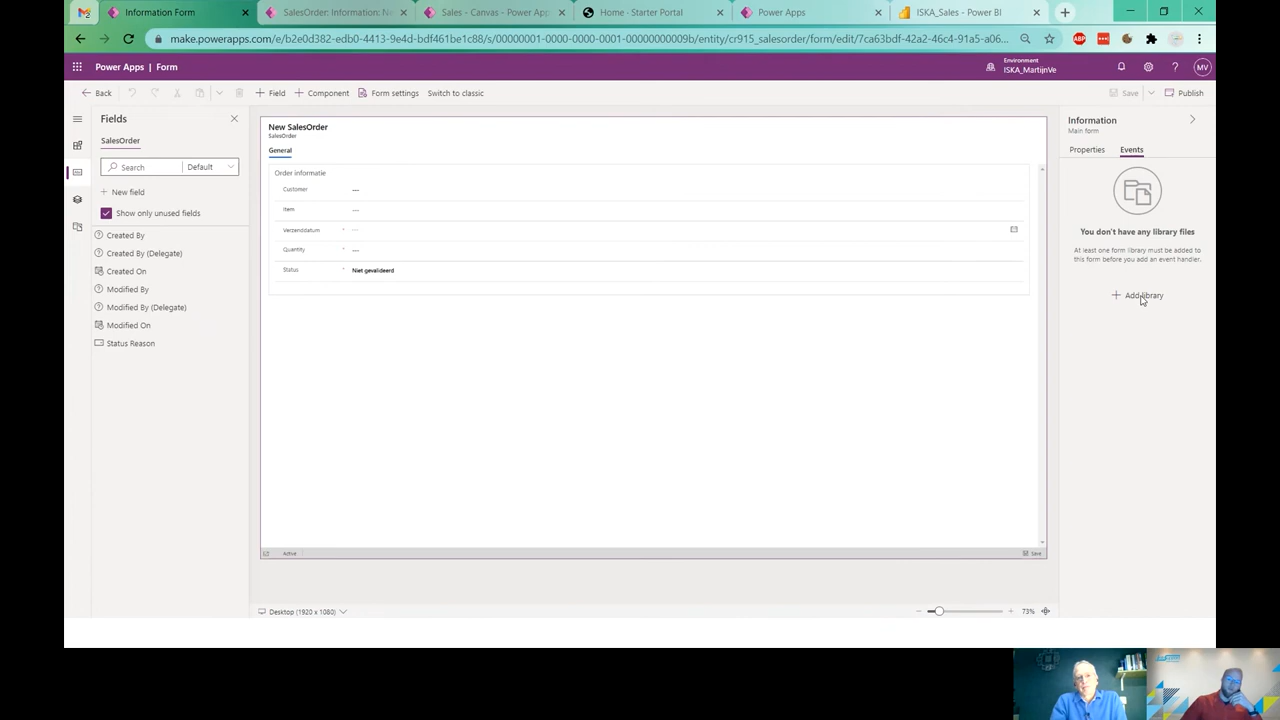 Information Form
SalesOrder: Information: Ne
Sales - Canvas - Power App
Home · Starter Portal
Power Apps
ISKA_Sales - Power BI
make.powerapps.com/e/b2e0d382-edb0-4413-9e4d-bdf461be1c88/s/00000001-0000-0000-0001-00000000009b/entity/cr915_salesorder/form/edit/7ca63bdf-42a2-46c4-91a5-a06...
ABP
Power Apps | Form
Environment
ISKA_MartijnVe
MV
Back
Field
Component
Form settings
Switch to classic
Save
Publish
Fields
SalesOrder
Search
Default
New field
Show only unused fields
Created By
Created By (Delegate)
Created On
Modified By
Modified By (Delegate)
Modified On
Status Reason
New SalesOrder
SalesOrder
General
Order informatie
Customer ---
Item ---
Verzenddatum * ---
Quantity * ---
Status * Niet gevalideerd
Active
Save
Desktop (1920 x 1080)
73%
Information
Main form
Properties
Events
You don't have any library files
At least one form library must be added
to this form before you add an event handler.
Add library